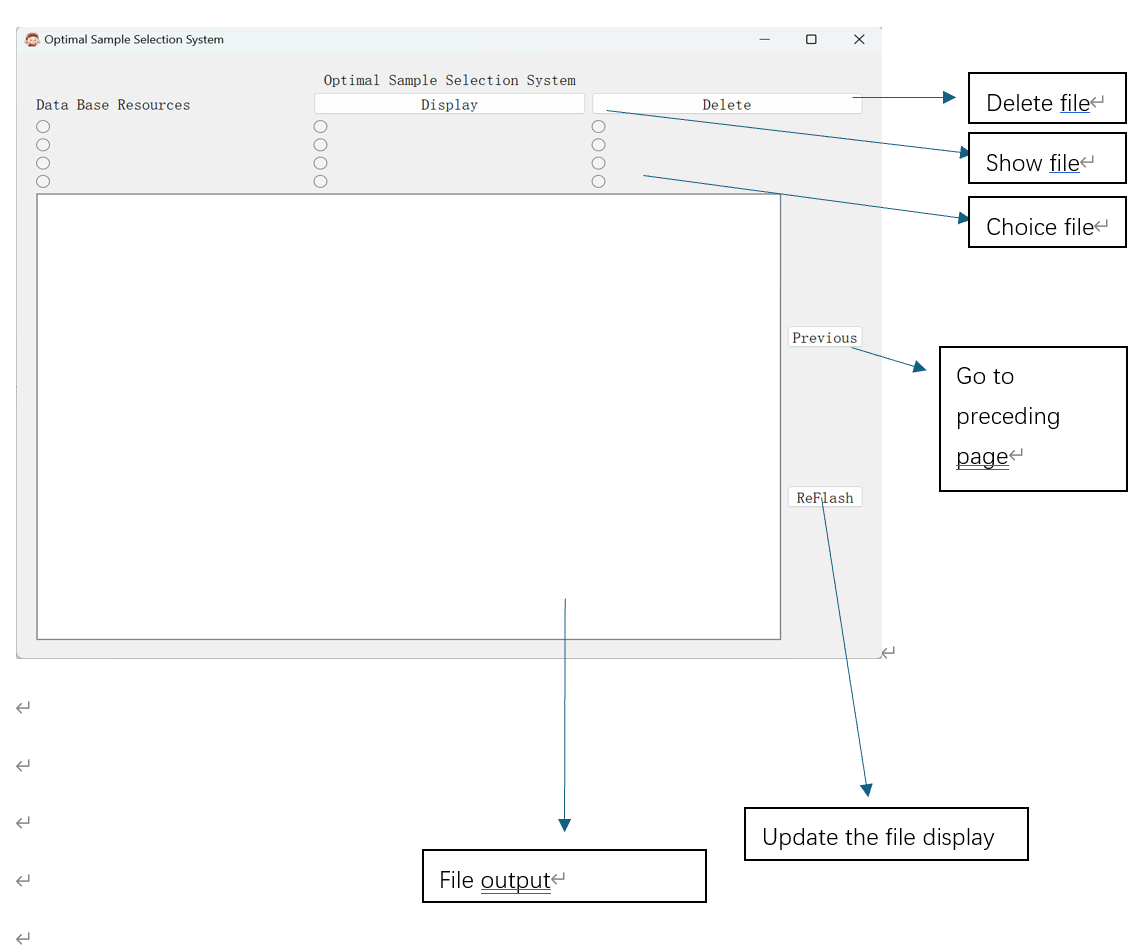 Optimal Sample Selection System
Optimal Sample Selection System
Data Base Resources
Display
Delete
Delete file
Show file
Choice file
Previous
Go to
preceding
page
ReFlash
Update the file display
File output